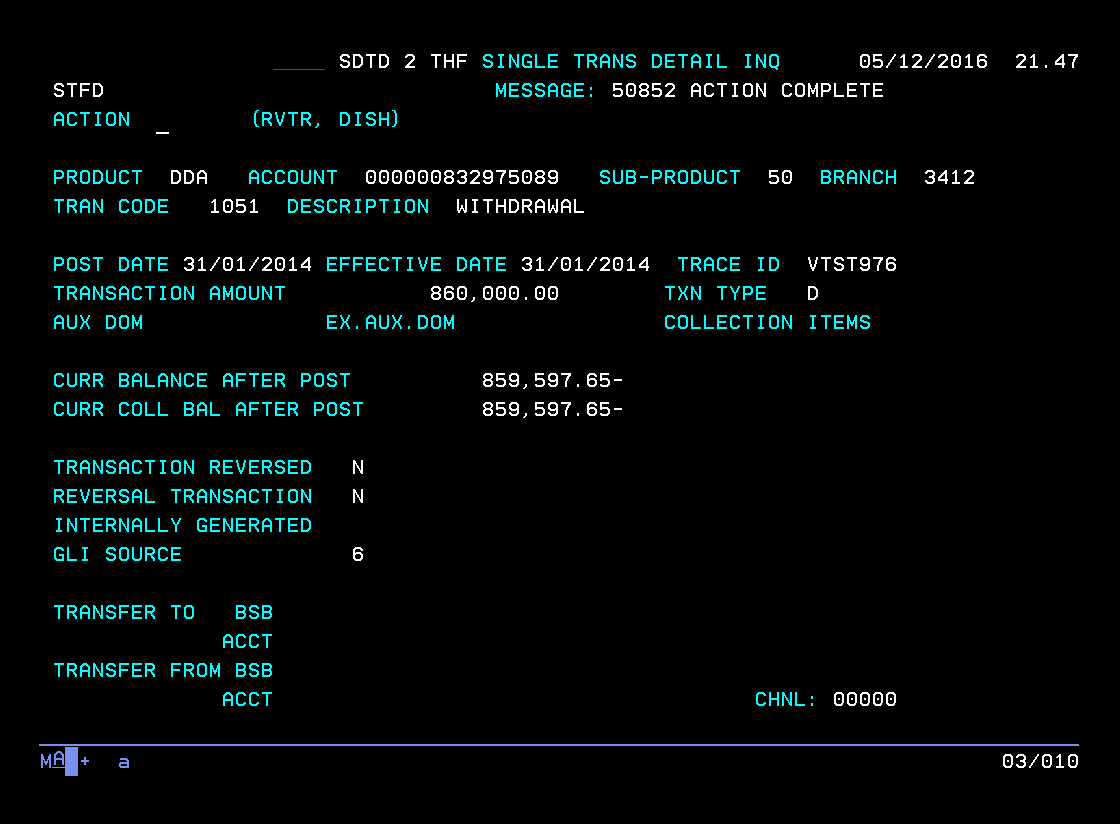 _____ SDTD 2 THF SINGLE TRANS DETAIL INQ 05/12/2016 21.47
STFD MESSAGE: 50852 ACTION COMPLETE
ACTION _ (RVTR, DISH)
PRODUCT DDA ACCOUNT 000000832975089 SUB-PRODUCT 50 BRANCH 3412
TRAN CODE 1051 DESCRIPTION WITHDRAWAL
POST DATE 31/01/2014 EFFECTIVE DATE 31/01/2014 TRACE ID VTST976
TRANSACTION AMOUNT 860,000.00 TXN TYPE D
AUX DOM EX.AUX.DOM COLLECTION ITEMS
CURR BALANCE AFTER POST 859,597.65-
CURR COLL BAL AFTER POST 859,597.65-
TRANSACTION REVERSED N
REVERSAL TRANSACTION N
INTERNALLY GENERATED
GLI SOURCE 6
TRANSFER TO BSB
ACCT
TRANSFER FROM BSB
ACCT CHNL: 00000
MA + a 03/010